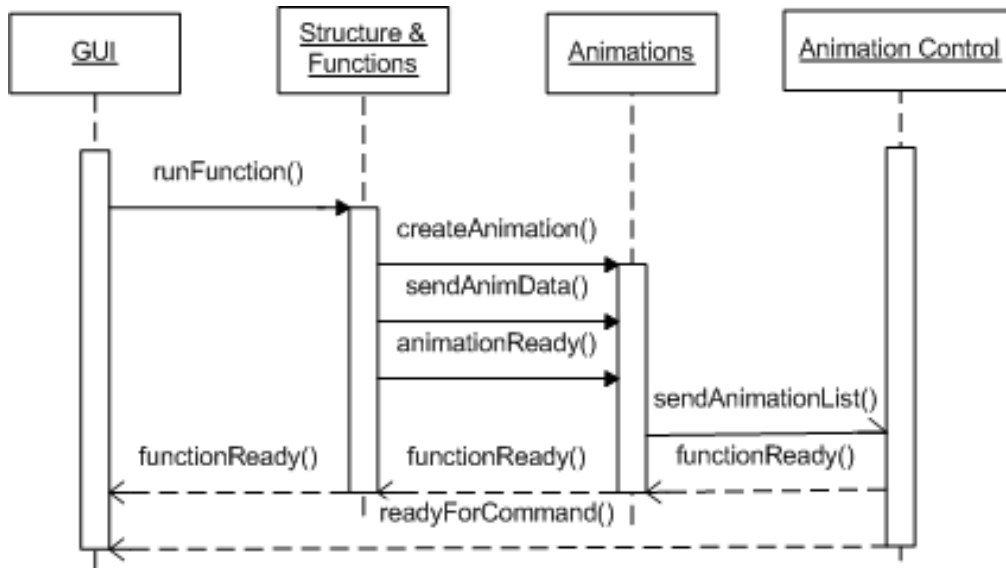 GUI
Structure &
Functions
Animations
Animation Control
runFunction()
createAnimation()
sendAnimData()
animationReady()
sendAnimationList()
functionReady()
functionReady()
functionReady()
readyForCommand()